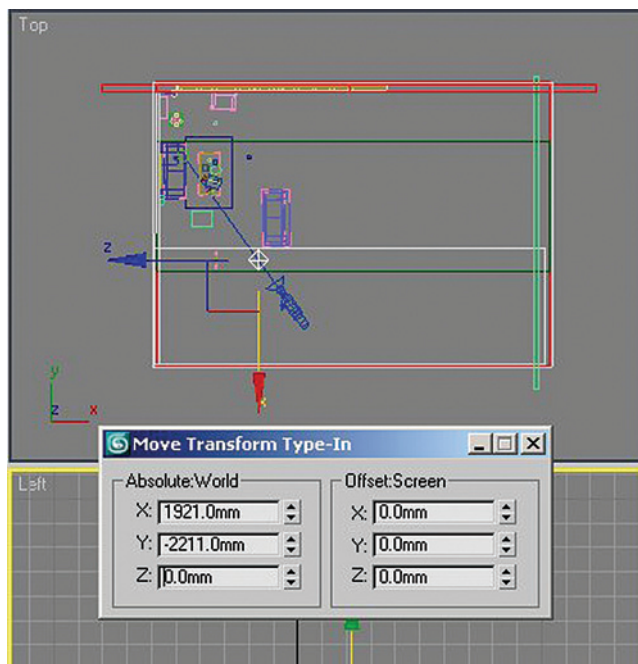 Top
z
x
y
z x
Move Transform Type-In
Absolute:World
X: 1921.0mm
Y: -2211.0mm
Z: 0.0mm
Offset:Screen
X: 0.0mm
Y: 0.0mm
Z: 0.0mm
Left